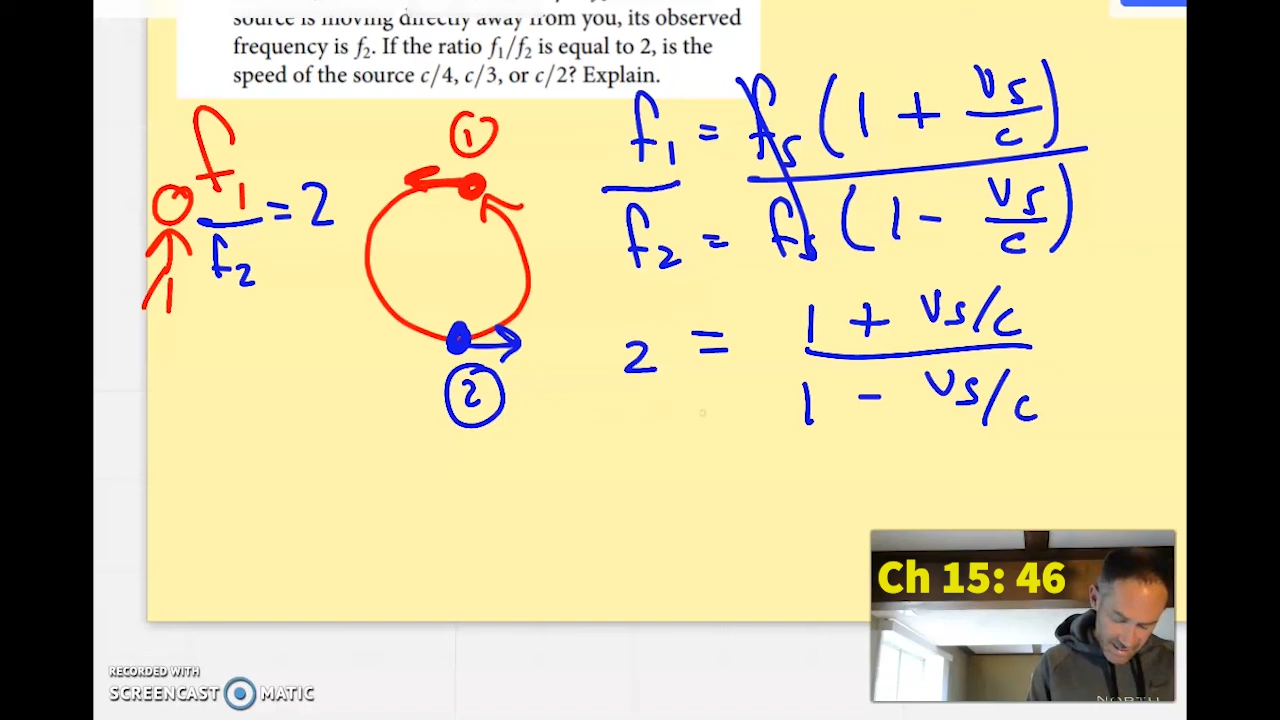 source is moving directly away from you, its observed
frequency is f₂. If the ratio f₁/f₂ is equal to 2, is the
speed of the source c/4, c/3, or c/2? Explain.
f₁/f₂ = 2
①
②
f₁ = fs (1 + vs/c)
f₂ = fs (1 - vs/c)
2 = (1 + vs/c)/(1 - vs/c)
Ch 15: 46
RECORDED WITH
SCREENCAST MATIC